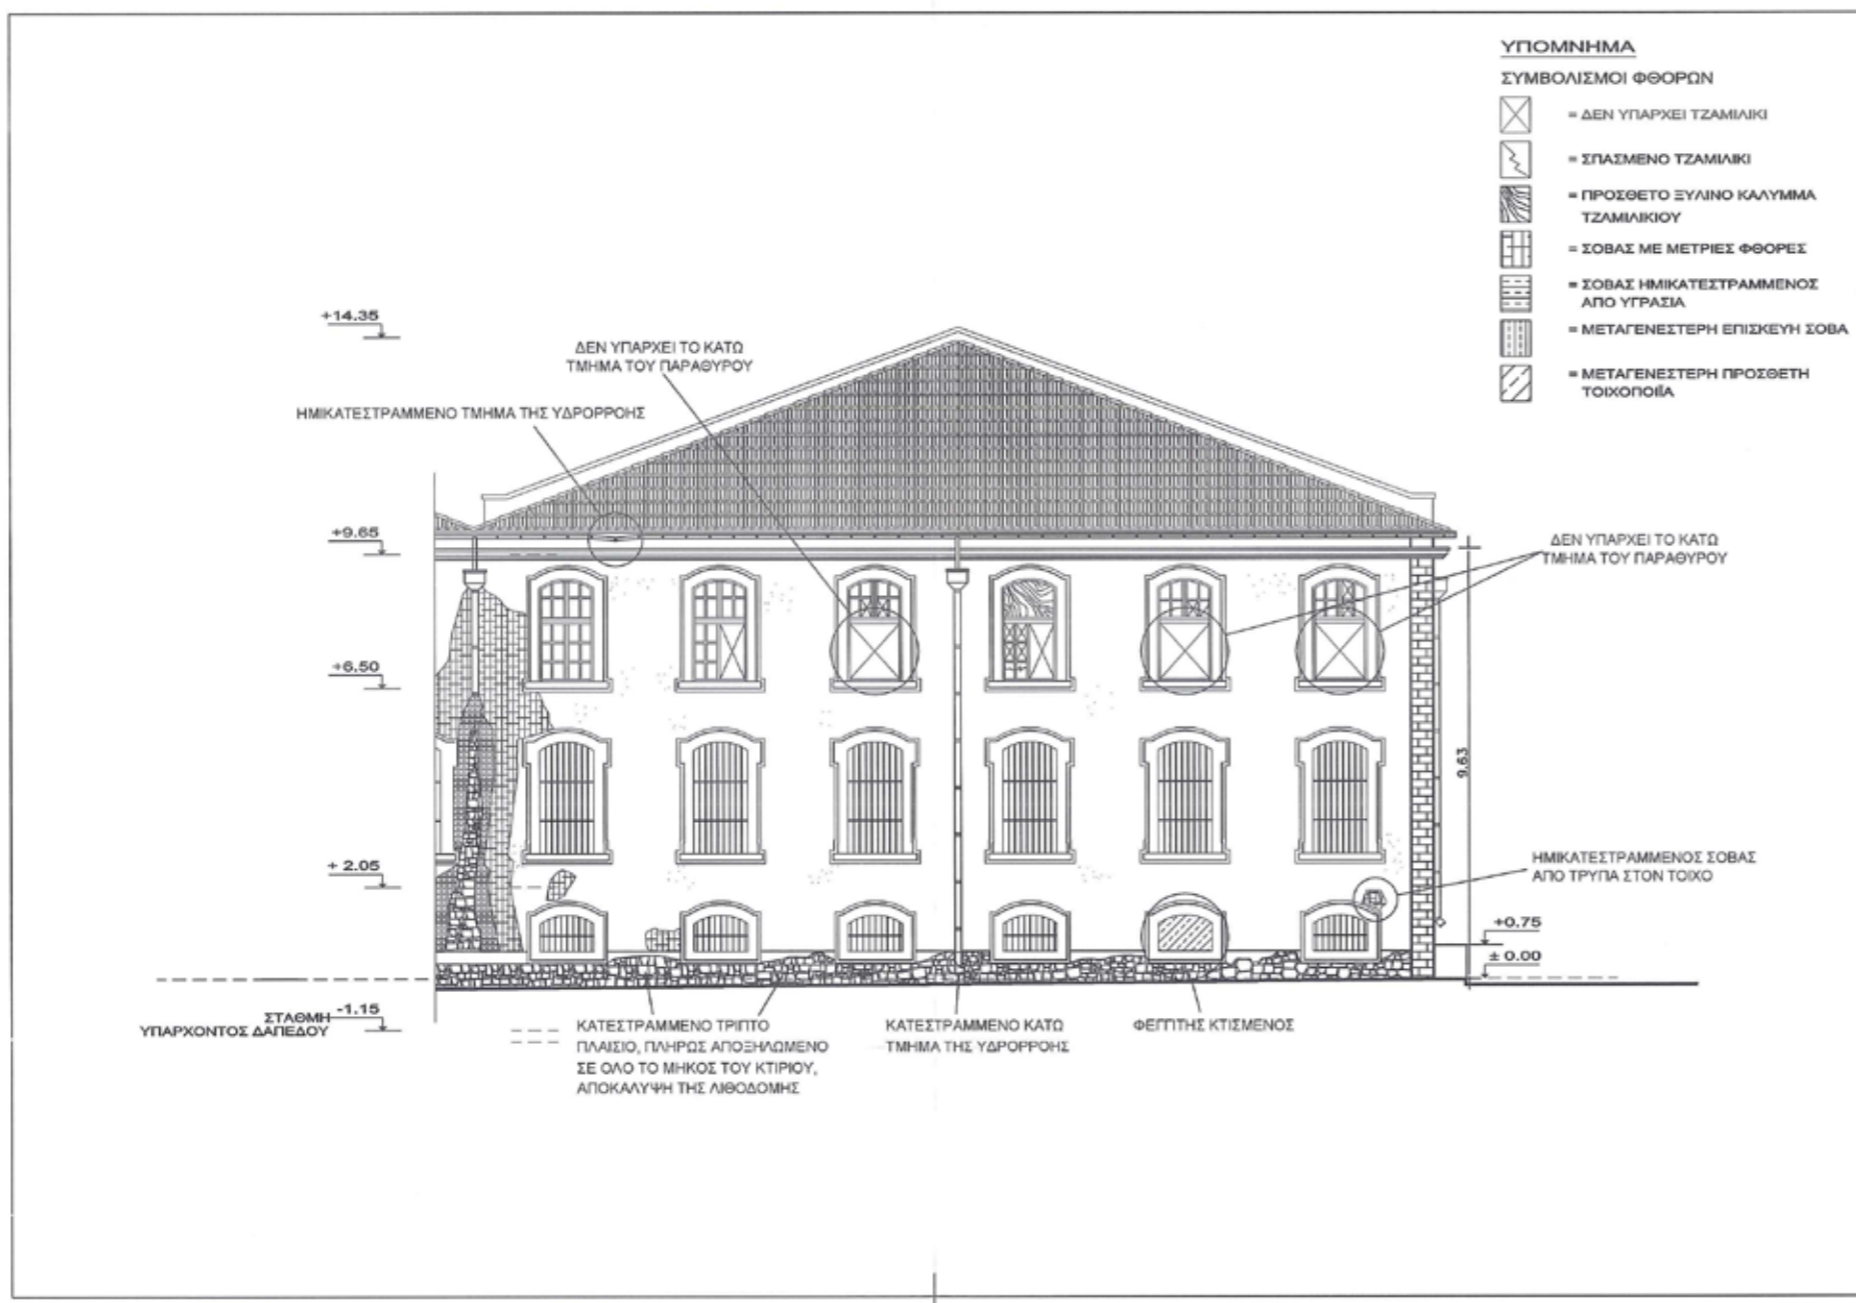 ΥΠΟΜΝΗΜΑ
ΣΥΜΒΟΛΙΣΜΟΙ ΦΘΟΡΩΝ
= ΔΕΝ ΥΠΑΡΧΕΙ ΤΖΑΜΙΛΙΚΙ
= ΣΠΑΣΜΕΝΟ ΤΖΑΜΙΛΙΚΙ
= ΠΡΟΣΘΕΤΟ ΞΥΛΙΝΟ ΚΑΛΥΜΜΑ
ΤΖΑΜΙΛΙΚΙΟΥ
= ΣΟΒΑΣ ΜΕ ΜΕΤΡΙΕΣ ΦΘΟΡΕΣ
= ΣΟΒΑΣ ΗΜΙΚΑΤΕΣΤΡΑΜΜΕΝΟΣ
ΑΠΟ ΥΓΡΑΣΙΑ
= ΜΕΤΑΓΕΝΕΣΤΕΡΗ ΕΠΙΣΚΕΥΗ ΣΟΒΑ
= ΜΕΤΑΓΕΝΕΣΤΕΡΗ ΠΡΟΣΘΕΤΗ
ΤΟΙΧΟΠΟΙΪΑ
+14.35
ΔΕΝ ΥΠΑΡΧΕΙ ΤΟ ΚΑΤΩ
ΤΜΗΜΑ ΤΟΥ ΠΑΡΑΘΥΡΟΥ
ΗΜΙΚΑΤΕΣΤΡΑΜΜΕΝΟ ΤΜΗΜΑ ΤΗΣ ΥΔΡΟΡΡΟΗΣ
+9.65
ΔΕΝ ΥΠΑΡΧΕΙ ΤΟ ΚΑΤΩ
ΤΜΗΜΑ ΤΟΥ ΠΑΡΑΘΥΡΟΥ
+6.50
9.63
+ 2.05
ΗΜΙΚΑΤΕΣΤΡΑΜΜΕΝΟΣ ΣΟΒΑΣ
ΑΠΟ ΤΡΥΠΑ ΣΤΟΝ ΤΟΙΧΟ
+0.75
± 0.00
ΣΤΑΘΜΗ -1.15
ΥΠΑΡΧΟΝΤΟΣ ΔΑΠΕΔΟΥ
ΚΑΤΕΣΤΡΑΜΜΕΝΟ ΤΡΙΠΤΟ
ΠΛΑΙΣΙΟ, ΠΛΗΡΩΣ ΑΠΟΞΗΛΩΜΕΝΟ
ΣΕ ΟΛΟ ΤΟ ΜΗΚΟΣ ΤΟΥ ΚΤΙΡΙΟΥ,
ΑΠΟΚΑΛΥΨΗ ΤΗΣ ΛΙΘΟΔΟΜΗΣ
ΚΑΤΕΣΤΡΑΜΜΕΝΟ ΚΑΤΩ
ΤΜΗΜΑ ΤΗΣ ΥΔΡΟΡΡΟΗΣ
ΦΕΓΓΙΤΗΣ ΚΤΙΣΜΕΝΟΣ